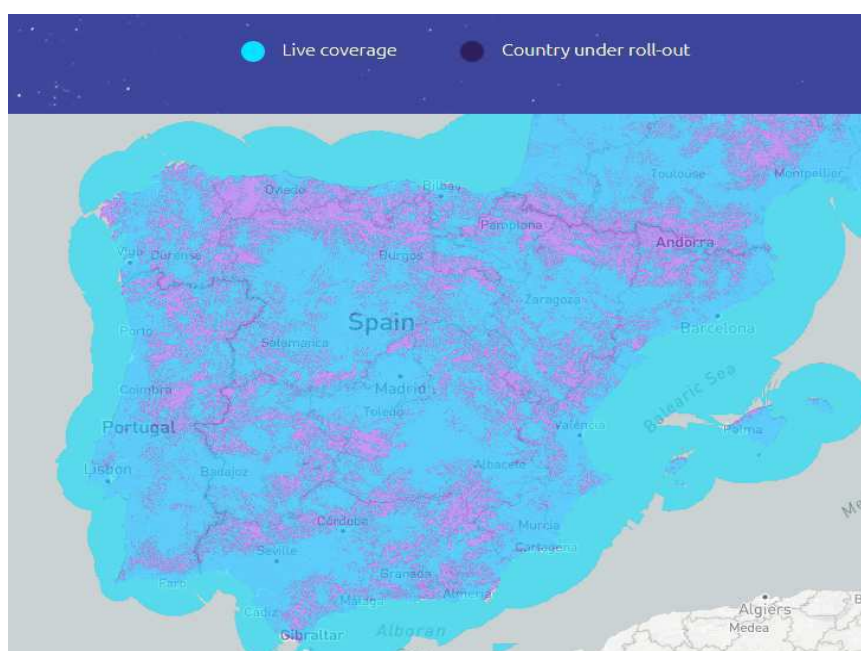 Live coverage
Country under roll-out
Oviedo
Bilbao
Toulouse
Montpellier
Vigo
Ourense
Burgos
Pamplona
Andorra
Porto
Salamanca
Spain
Zaragoza
Barcelona
Coimbra
Madrid
Toledo
Balearic Sea
Portugal
València
Palma
Lisbon
Badajoz
Albacete
Córdoba
Murcia
Cartagena
Seville
Faro
Granada
Almería
Cádiz
Málaga
Gibraltar
Alboran
Algiers
Medea
Me
B